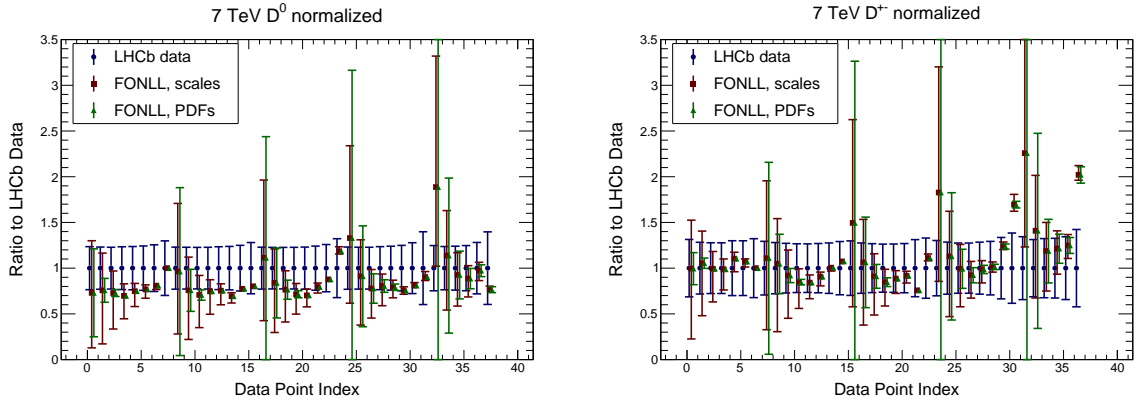 7 TeV D⁰ normalized
Ratio to LHCb Data
3.5
3
2.5
2
1.5
1
0.5
0
LHCb data
FONLL, scales
FONLL, PDFs
0 5 10 15 20 25 30 35 40
Data Point Index
7 TeV D⁺⁻ normalized
Ratio to LHCb Data
3.5
3
2.5
2
1.5
1
0.5
0
LHCb data
FONLL, scales
FONLL, PDFs
0 5 10 15 20 25 30 35 40
Data Point Index